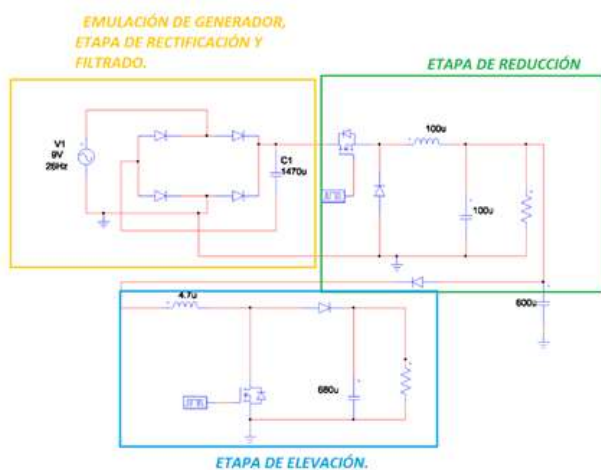 EMULACIÓN DE GENERADOR,
ETAPA DE RECTIFICACIÓN Y
FILTRADO.
ETAPA DE REDUCCIÓN
V1
9V
26Hz
C1
1470u
100u
100u
600u
4.7u
680u
ETAPA DE ELEVACIÓN.